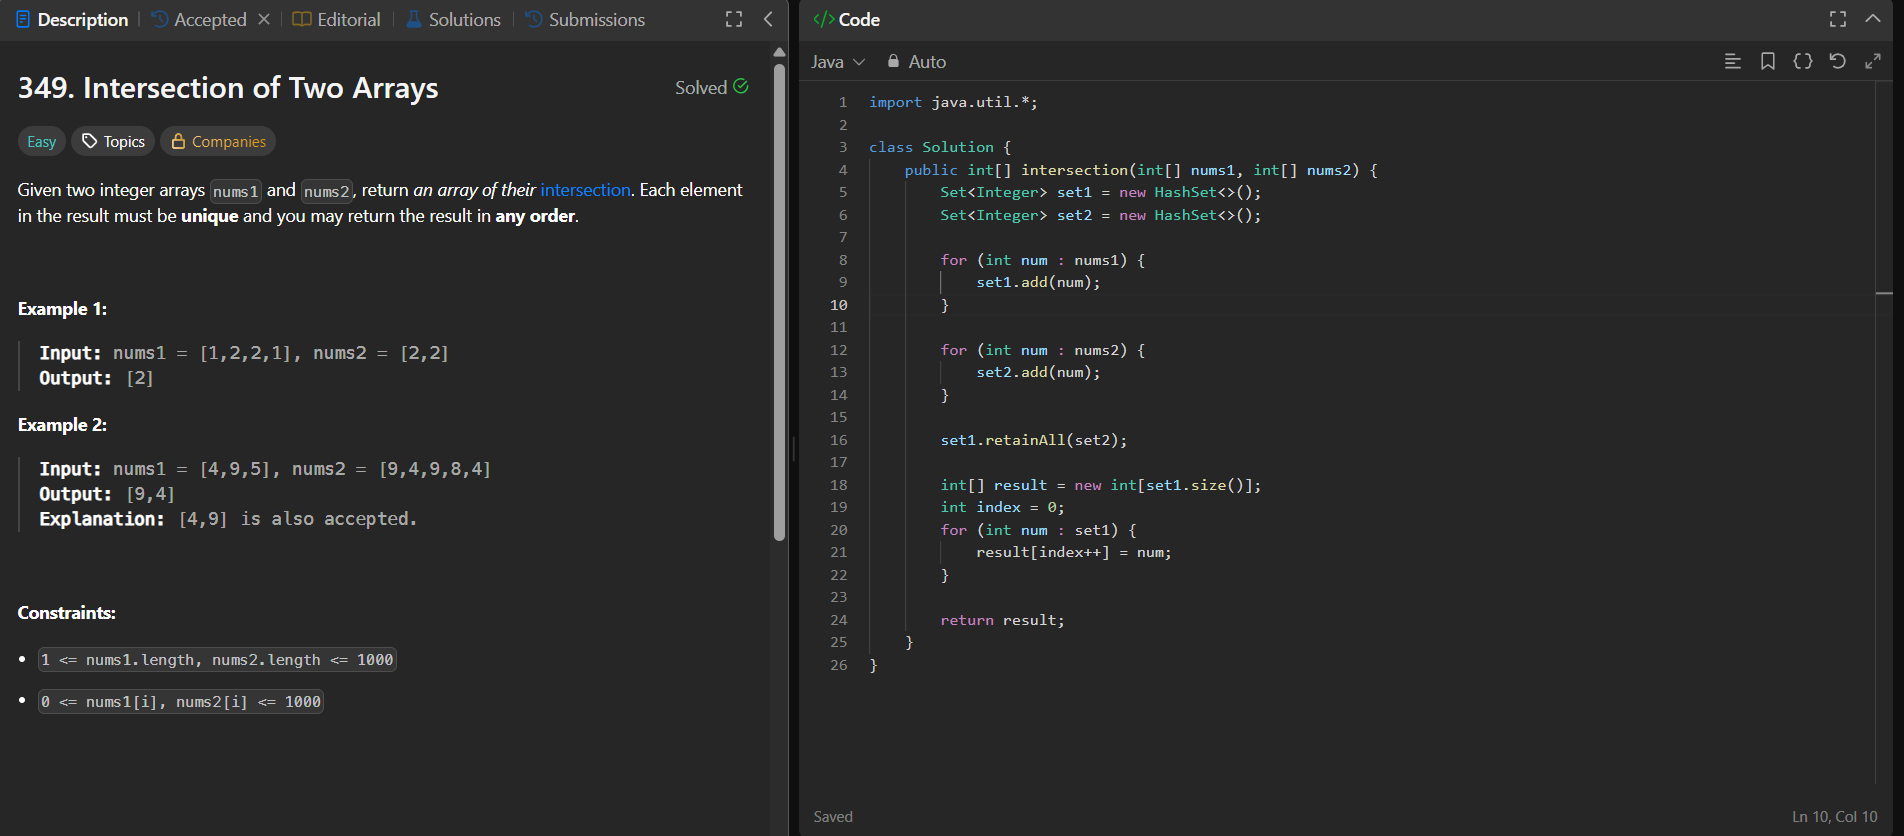 Description
Accepted
Editorial
Solutions
Submissions
349. Intersection of Two Arrays
Solved
Easy
Topics
Companies
Given two integer arrays nums1 and nums2, return an array of their intersection. Each element
in the result must be unique and you may return the result in any order.
Example 1:
Input: nums1 = [1,2,2,1], nums2 = [2,2]
Output: [2]
Example 2:
Input: nums1 = [4,9,5], nums2 = [9,4,9,8,4]
Output: [9,4]
Explanation: [4,9] is also accepted.
Constraints:
• 1 <= nums1.length, nums2.length <= 1000
• 0 <= nums1[i], nums2[i] <= 1000
</> Code
Java
Auto
1 import java.util.*;
2
3 class Solution {
4     public int[] intersection(int[] nums1, int[] nums2) {
5         Set<Integer> set1 = new HashSet<>();
6         Set<Integer> set2 = new HashSet<>();
7
8         for (int num : nums1) {
9             set1.add(num);
10         }
11
12         for (int num : nums2) {
13             set2.add(num);
14         }
15
16         set1.retainAll(set2);
17
18         int[] result = new int[set1.size()];
19         int index = 0;
20         for (int num : set1) {
21             result[index++] = num;
22         }
23
24         return result;
25     }
26 }
Saved
Ln 10, Col 10